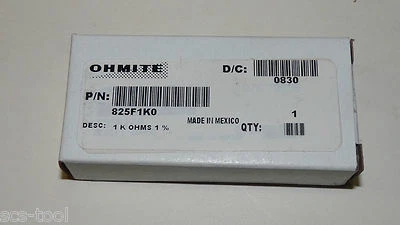 OHMITE
D/C:
0830
P/N:
825F1K0
1
MADE IN MEXICO
DESC: 1 K OHMS 1 %
QTY:
scs-tool